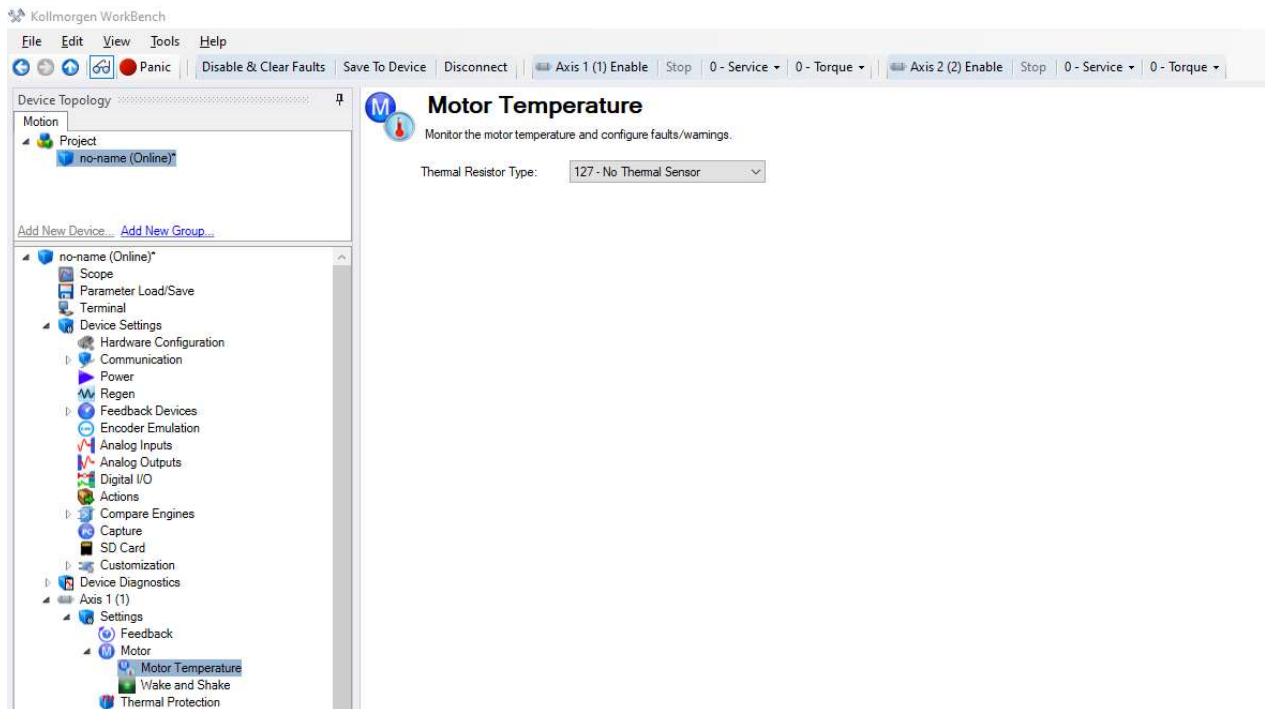 Kollmorgen WorkBench
File Edit View Tools Help
Panic Disable & Clear Faults Save To Device Disconnect Axis 1 (1) Enable Stop 0 - Service 0 - Torque Axis 2 (2) Enable Stop 0 - Service 0 - Torque
Device Topology
Motion
Project
no-name (Online)*
Add New Device... Add New Group...
no-name (Online)*
Scope
Parameter Load/Save
Terminal
Device Settings
Hardware Configuration
Communication
Power
Regen
Feedback Devices
Encoder Emulation
Analog Inputs
Analog Outputs
Digital I/O
Actions
Compare Engines
Capture
SD Card
Customization
Device Diagnostics
Axis 1 (1)
Settings
Feedback
Motor
Motor Temperature
Wake and Shake
Thermal Protection
Motor Temperature
Monitor the motor temperature and configure faults/warnings.
Thermal Resistor Type: 127 - No Thermal Sensor